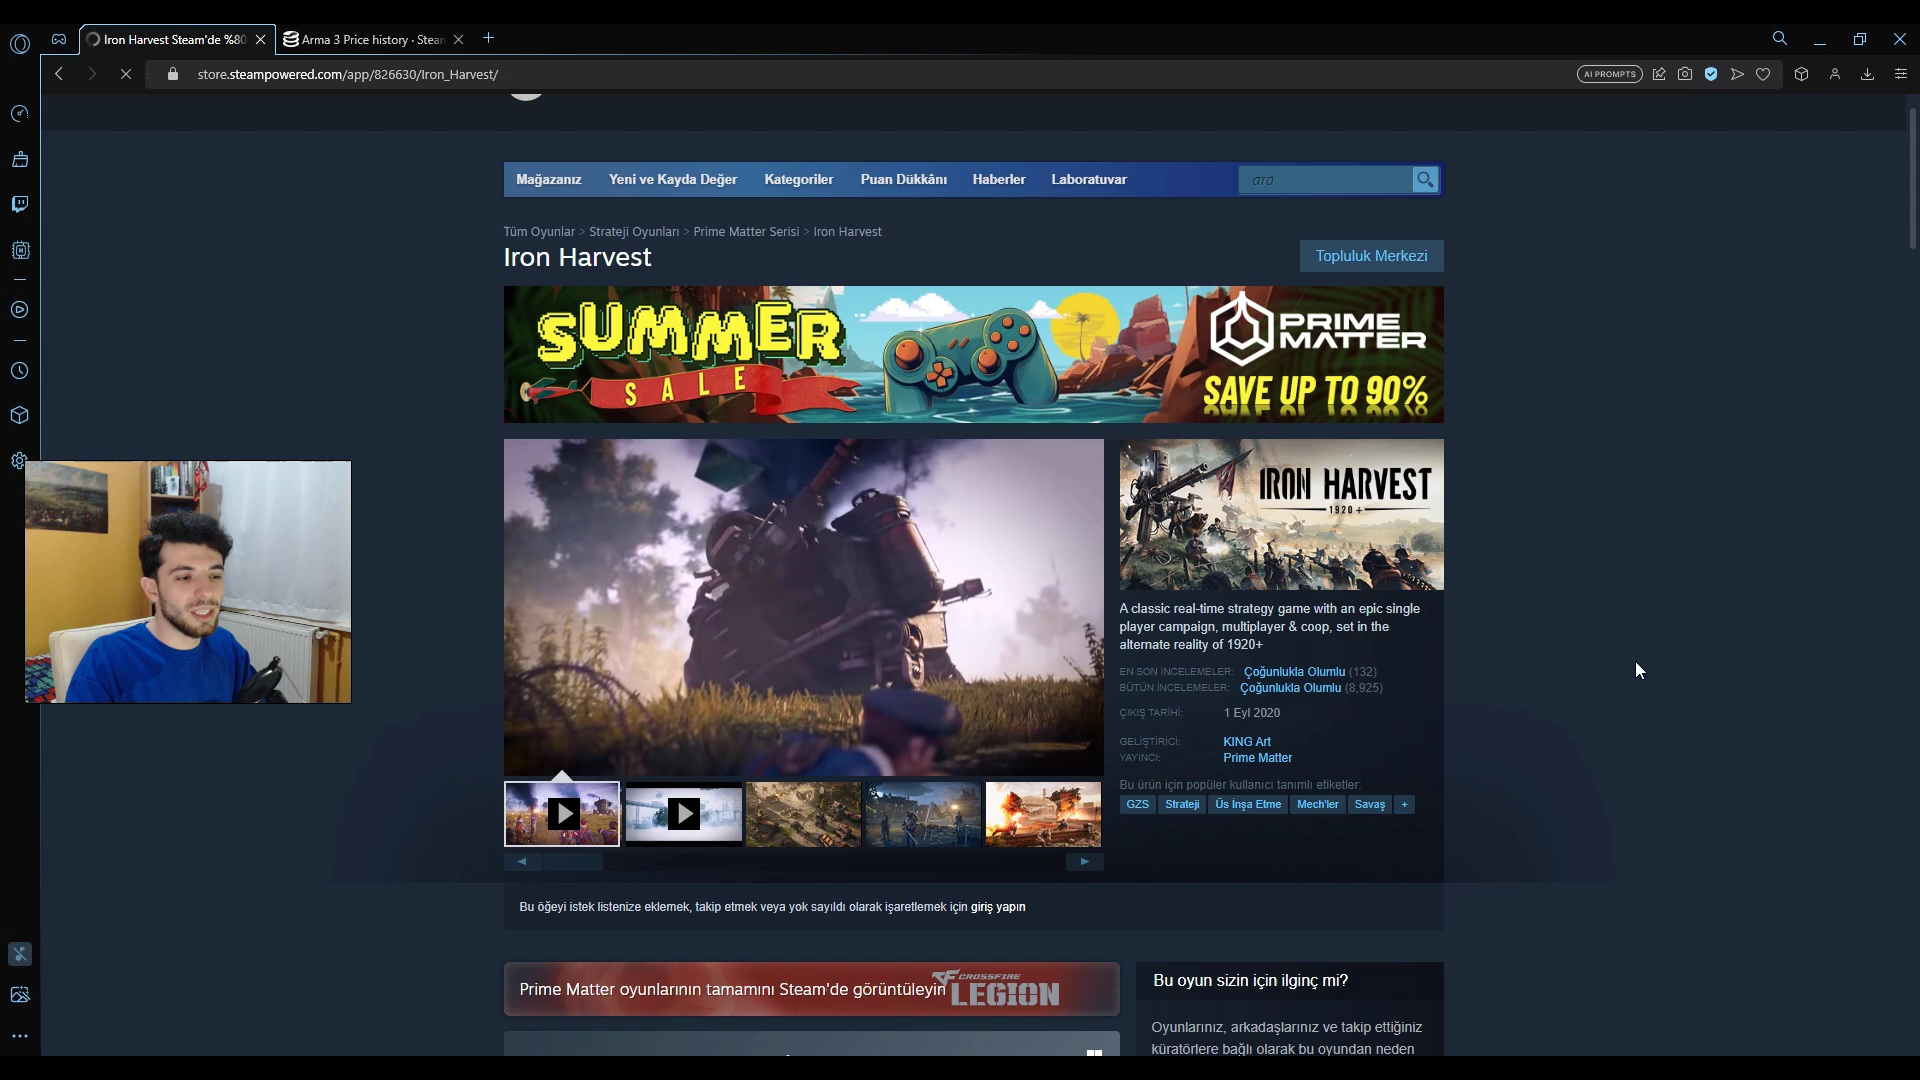 Iron Harvest Steam'de %80
Arma 3 Price history · Stean
store.steampowered.com/app/826630/Iron_Harvest/
AI PROMPTS
Mağazanız
Yeni ve Kayda Değer
Kategoriler
Puan Dükkânı
Haberler
Laboratuvar
ara
Tüm Oyunlar > Strateji Oyunları > Prime Matter Serisi > Iron Harvest
Iron Harvest
Topluluk Merkezi
SUMMER
SALE
PRIME
MATTER
SAVE UP TO 90%
IRON HARVEST
1920+
A classic real-time strategy game with an epic single
player campaign, multiplayer & coop, set in the
alternate reality of 1920+
EN SON İNCELEMELER: Çoğunlukla Olumlu (132)
BÜTÜN İNCELEMELER: Çoğunlukla Olumlu (8,925)
ÇIKIŞ TARİHİ: 1 Eyl 2020
GELİŞTİRİCİ: KING Art
YAYINCI: Prime Matter
Bu ürün için popüler kullanıcı tanımlı etiketler:
GZS Strateji Üs İnşa Etme Mech'ler Savaş +
Bu öğeyi istek listenize eklemek, takip etmek veya yok sayıldı olarak işaretlemek için giriş yapın
Prime Matter oyunlarının tamamını Steam'de görüntüleyin
CROSSFIRE
LEGION
Bu oyun sizin için ilginç mi?
Oyunlarınız, arkadaşlarınız ve takip ettiğiniz
küratörlere bağlı olarak bu oyundan neden